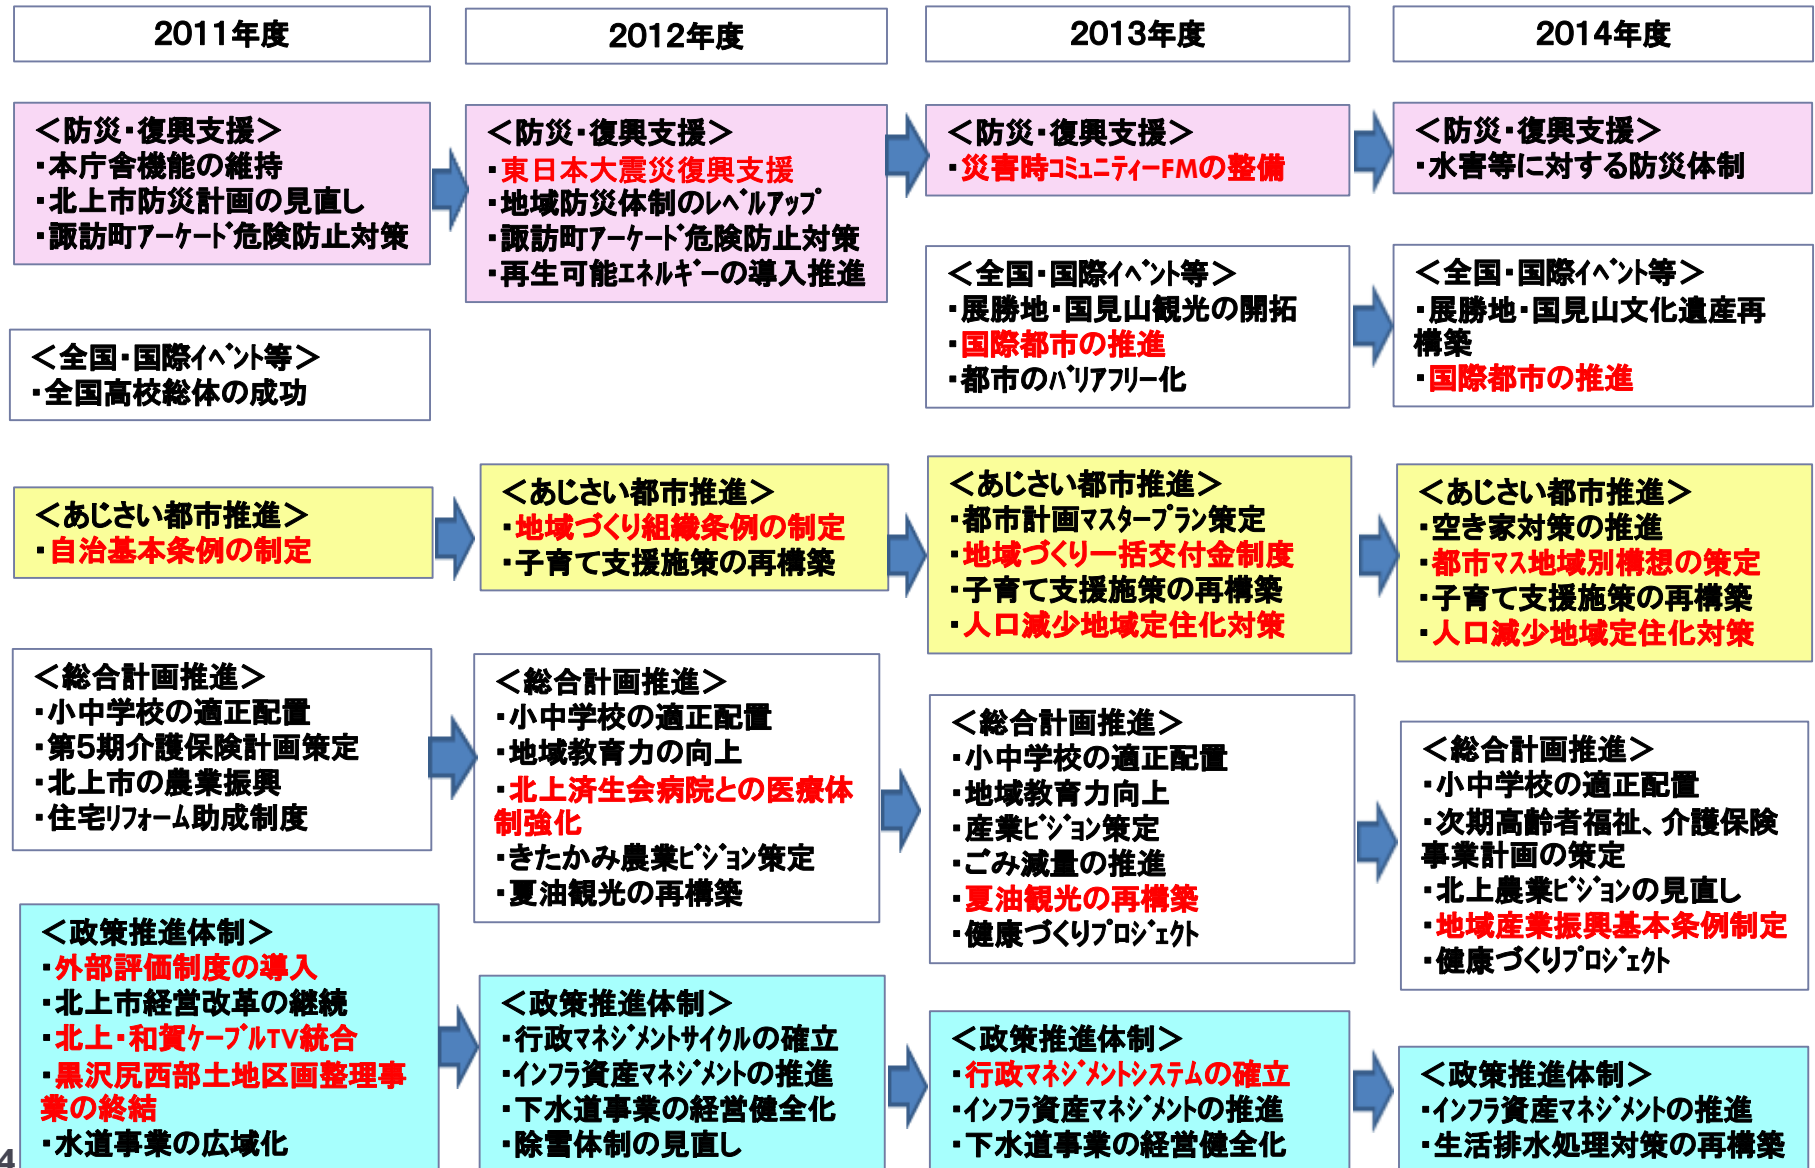 2011年度
2012年度
2013年度
2014年度
＜防災・復興支援＞
・本庁舎機能の維持
・北上市防災計画の見直し
・諏訪町ｱｰｹｰﾄﾞ危険防止対策
＜防災・復興支援＞
・東日本大震災復興支援
・地域防災体制のﾚﾍﾞﾙｱｯﾌﾟ
・諏訪町ｱｰｹｰﾄﾞ危険防止対策
・再生可能ｴﾈﾙｷﾞｰの導入推進
＜防災・復興支援＞
・災害時ｺﾐｭﾆﾃｨｰFMの整備
＜防災・復興支援＞
・水害等に対する防災体制
＜全国・国際ｲﾍﾞﾝﾄ等＞
・全国高校総体の成功
＜全国・国際ｲﾍﾞﾝﾄ等＞
・展勝地・国見山観光の開拓
・国際都市の推進
・都市のﾊﾞﾘｱﾌﾘｰ化
＜全国・国際ｲﾍﾞﾝﾄ等＞
・展勝地・国見山文化遺産再
構築
・国際都市の推進
＜あじさい都市推進＞
・自治基本条例の制定
＜あじさい都市推進＞
・地域づくり組織条例の制定
・子育て支援施策の再構築
＜あじさい都市推進＞
・都市計画ﾏｽﾀｰﾌﾟﾗﾝ策定
・地域づくり一括交付金制度
・子育て支援施策の再構築
・人口減少地域定住化対策
＜あじさい都市推進＞
・空き家対策の推進
・都市ﾏｽ地域別構想の策定
・子育て支援施策の再構築
・人口減少地域定住化対策
＜総合計画推進＞
・小中学校の適正配置
・第5期介護保険計画策定
・北上市の農業振興
・住宅ﾘﾌｫｰﾑ助成制度
＜総合計画推進＞
・小中学校の適正配置
・地域教育力の向上
・北上済生会病院との医療体
制強化
・きたかみ農業ﾋﾞｼﾞｮﾝ策定
・夏油観光の再構築
＜総合計画推進＞
・小中学校の適正配置
・地域教育力向上
・産業ﾋﾞｼﾞｮﾝ策定
・ごみ減量の推進
・夏油観光の再構築
・健康づくりﾌﾟﾛｼﾞｪｸﾄ
＜総合計画推進＞
・小中学校の適正配置
・次期高齢者福祉、介護保険
事業計画の策定
・北上農業ﾋﾞｼﾞｮﾝの見直し
・地域産業振興基本条例制定
・健康づくりﾌﾟﾛｼﾞｪｸﾄ
＜政策推進体制＞
・外部評価制度の導入
・北上市経営改革の継続
・北上・和賀ｹｰﾌﾞﾙTV統合
・黒沢尻西部土地区画整理事
業の終結
・水道事業の広域化
＜政策推進体制＞
・行政ﾏﾈｼﾞﾒﾝﾄｻｲｸﾙの確立
・ｲﾝﾌﾗ資産ﾏﾈｼﾞﾒﾝﾄの推進
・下水道事業の経営健全化
・除雪体制の見直し
＜政策推進体制＞
・行政ﾏﾈｼﾞﾒﾝﾄｼｽﾃﾑの確立
・ｲﾝﾌﾗ資産ﾏﾈｼﾞﾒﾝﾄの推進
・下水道事業の経営健全化
＜政策推進体制＞
・ｲﾝﾌﾗ資産ﾏﾈｼﾞﾒﾝﾄの推進
・生活排水処理対策の再構築
4